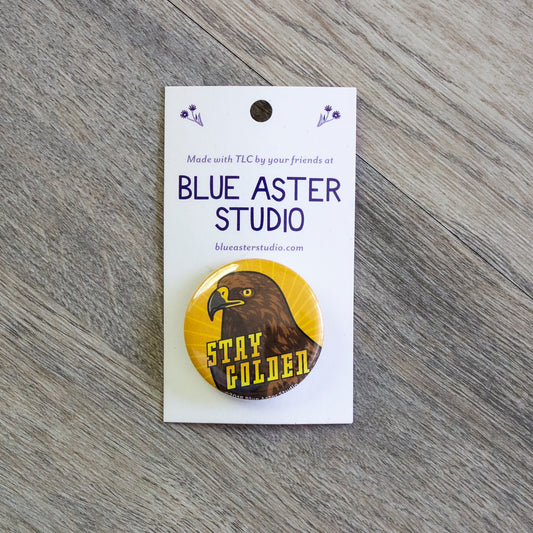 Made with TLC by your friends at
BLUE ASTER
STUDIO
blueasterstudio.com
STAY
GOLDEN